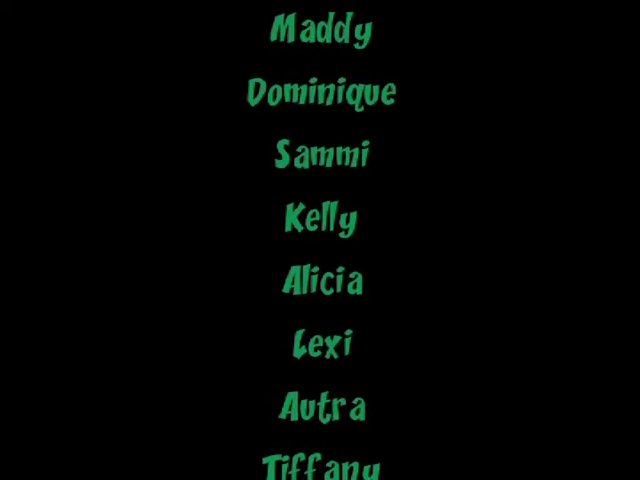 Maddy
Dominique
Sammi
Kelly
Alicia
Lexi
Autra
Tiffany